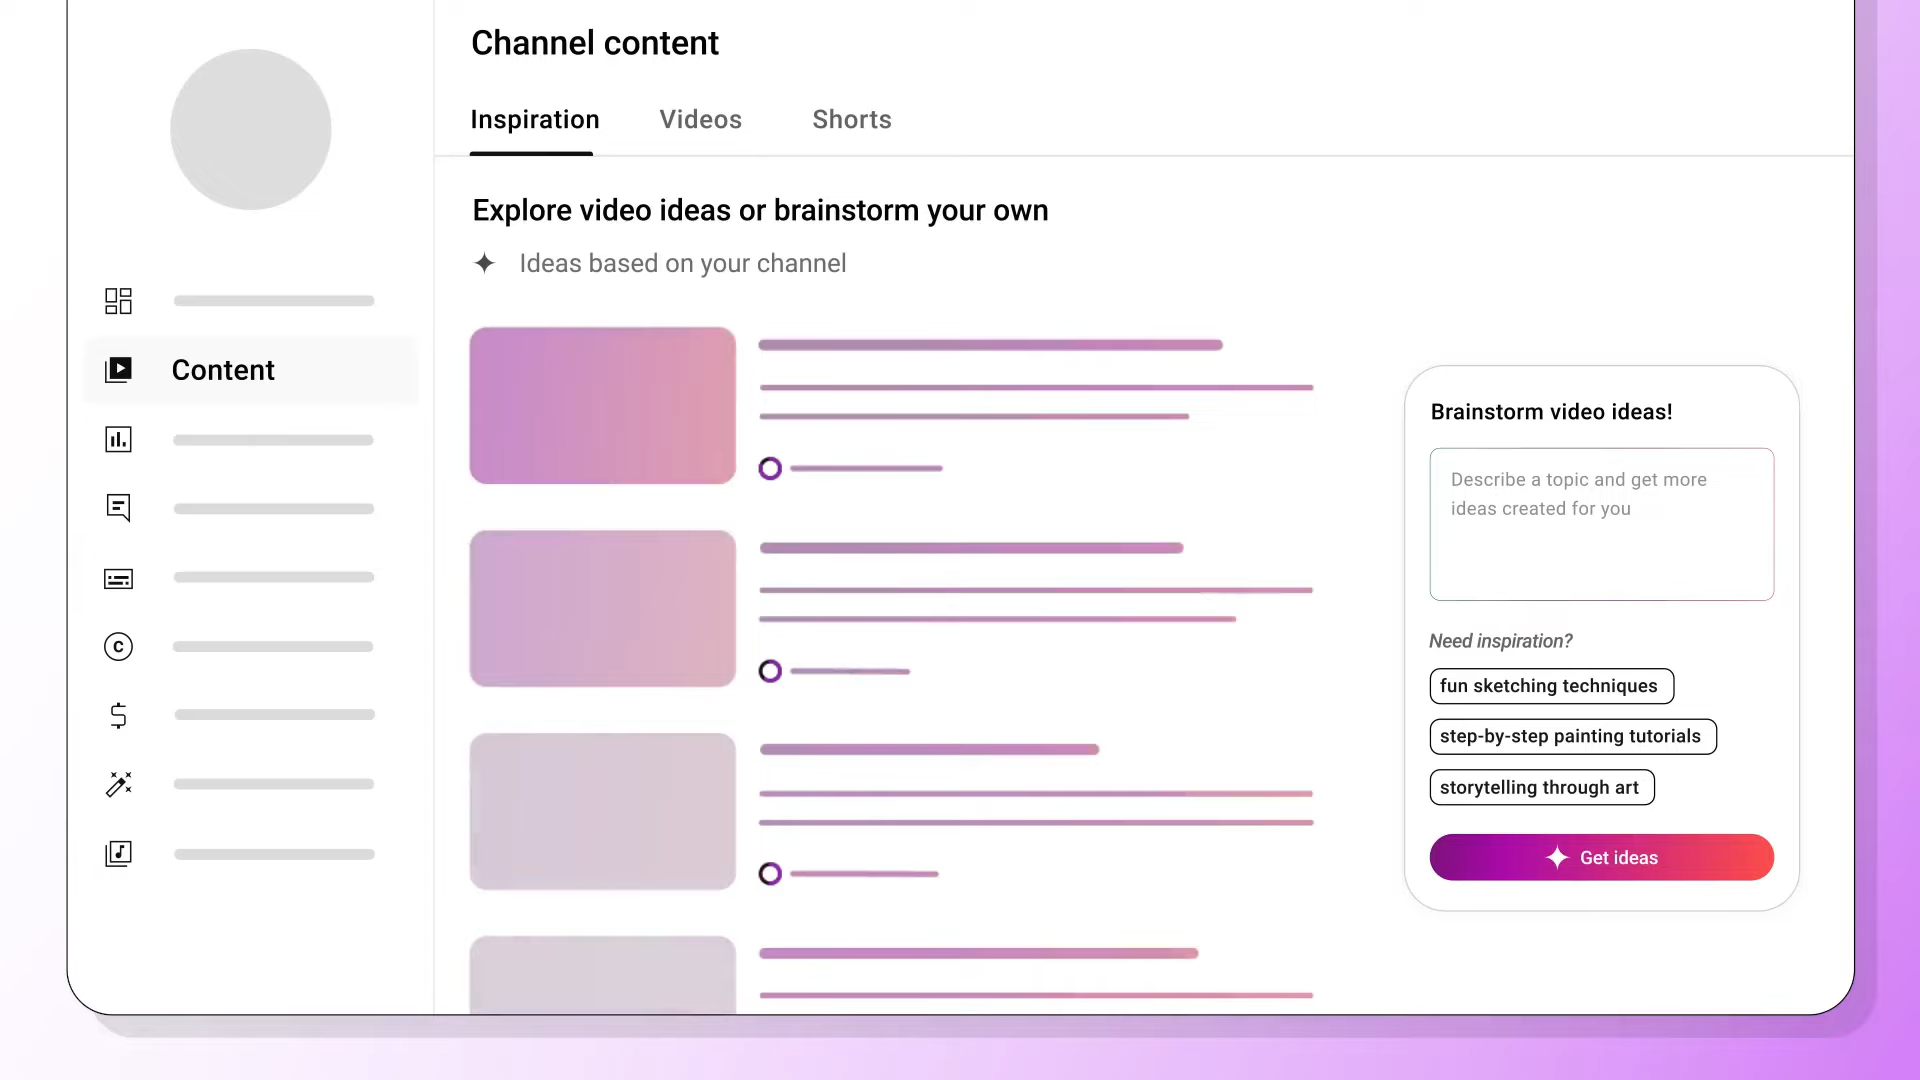 Channel content
Inspiration Videos Shorts
Explore video ideas or brainstorm your own
Ideas based on your channel
Content
Brainstorm video ideas!
Describe a topic and get more
ideas created for you
Need inspiration?
fun sketching techniques
step-by-step painting tutorials
storytelling through art
Get ideas